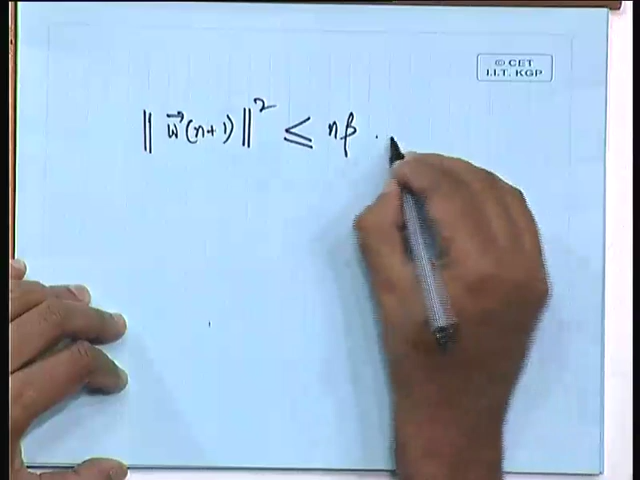 © CET
I.I.T. KGP
‖ w⃗(n+1) ‖² ≤ nβ .